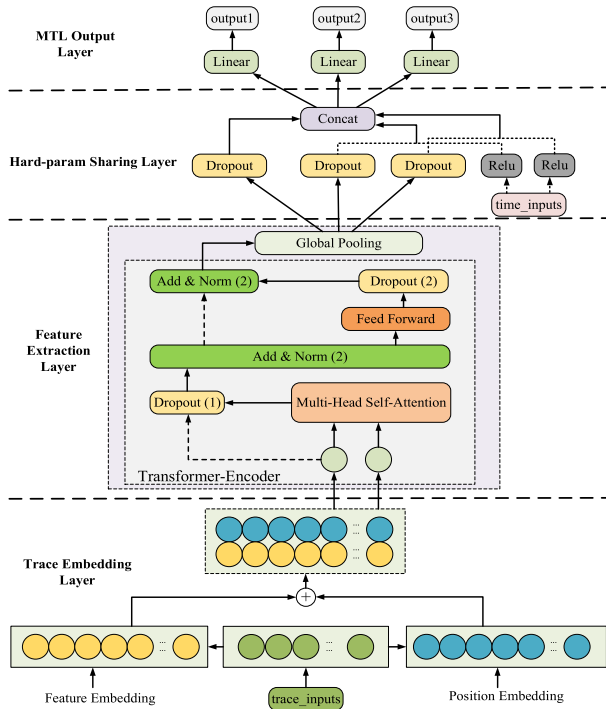 output1
output2
output3
MTL Output
Layer
Linear
Linear
Linear
Concat
Hard-param Sharing Layer
Dropout
Dropout
Dropout
Relu
Relu
time_inputs
Global Pooling
Add & Norm (2)
Dropout (2)
Feed Forward
Feature
Extraction
Layer
Add & Norm (2)
Dropout (1)
Multi-Head Self-Attention
Transformer-Encoder
...
...
Trace Embedding
Layer
+
...
...
...
Feature Embedding
trace_inputs
Position Embedding